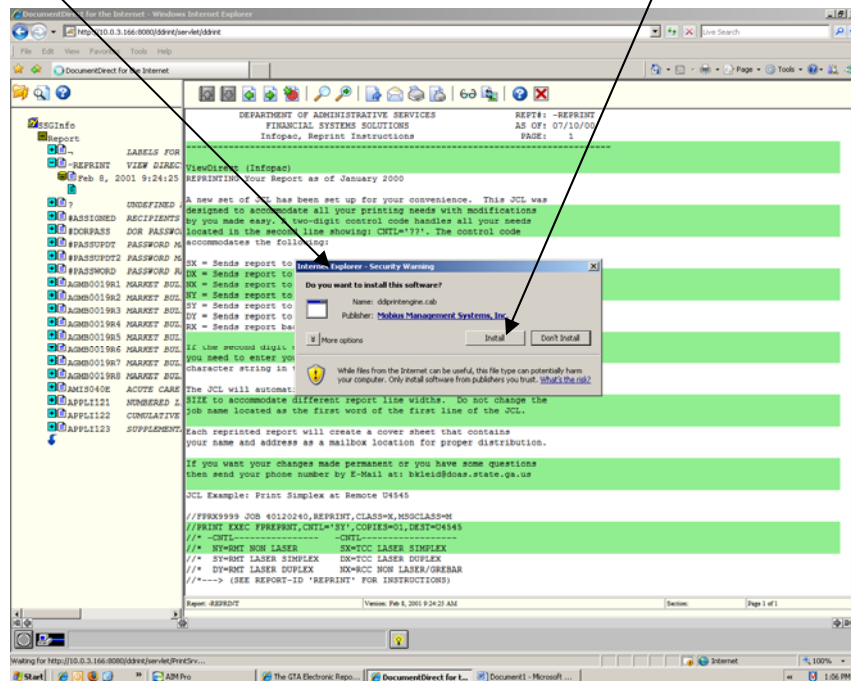 DocumentDirect for the Internet - Windows Internet Explorer
http://10.0.3.166:8080/ddrint/servlet/ddrint
Live Search
File Edit View Favorites Tools Help
DocumentDirect for the Internet
Page Tools
SSGInfo
Report
-, LABELS FOR
-REPRINT VIEW DIREC
Feb 8, 2001 9:24:25
? UNDEFINED
#ASSIGNED RECIPIENTS
#DORPASS DOR PASSWO
#PASSUPDT PASSWORD M
#PASSUPDT2 PASSWORD M
#PASSWORD PASSWORD R
AGMB0019R1 MARKET BUL
AGMB0019R2 MARKET BUL
AGMB0019R3 MARKET BUL
AGMB0019R4 MARKET BUL
AGMB0019R5 MARKET BUL
AGMB0019R6 MARKET BUL
AGMB0019R7 MARKET BUL
AGMB0019R8 MARKET BUL
AMIS040E ACUTE CARE
APPLI121 NUMBERED L
APPLI122 CUMULATIVE
APPLI123 SUPPLEMENT
DEPARTMENT OF ADMINISTRATIVE SERVICES REPT#: -REPRINT
FINANCIAL SYSTEMS SOLUTIONS AS OF: 07/10/00
Infopac, Reprint Instructions PAGE: 1
ViewDirect (Infopac)
REPRINTING Your Report as of January 2000
A new set of JCL has been set up for your convenience. This JCL was
designed to accommodate all your printing needs with modifications
by you made easy. A two-digit control code handles all your needs
located in the second line showing: CNTL='??'. The control code
accommodates the following:
SX = Sends report to
DX = Sends report to
NX = Sends report to
NY = Sends report to
SY = Sends report to
DY = Sends report to
RX = Sends report bac
If the second digit
you need to enter you
character string in
The JCL will automat
SIZE to accommodate different report line widths. Do not change the
job name located as the first word of the first line of the JCL.
Each reprinted report will create a cover sheet that contains
your name and address as a mailbox location for proper distribution.
If you want your changes made permanent or you have some questions
then send your phone number by E-Mail at: bkleid@doas.state.ga.us
JCL Example: Print Simplex at Remote U4545
//FPRX9999 JOB 40120240,REPRINT,CLASS=X,MSGCLASS=M
//PRINT EXEC FPREPRNT,CNTL='SY',COPIES=01,DEST=U4545
//* -CNTL---------------- -CNTL------------------
//* NY=RMT NON LASER SX=TCC LASER SIMPLEX
//* SY=RMT LASER SIMPLEX DX=TCC LASER DUPLEX
//* DY=RMT LASER DUPLEX NX=RCC NON LASER/GREBAR
//*---> (SEE REPORT-ID 'REPRINT' FOR INSTRUCTIONS)
Internet Explorer - Security Warning
Do you want to install this software?
Name: ddprintengine.cab
Publisher: Mobius Management Systems, Inc.
More options
Install
Don't Install
While files from the Internet can be useful, this file type can potentially harm
your computer. Only install software from publishers you trust. What's the risk?
Report: -REPRINT Version: Feb 8, 2001 9:24:25 AM Section: Page 1 of 1
Waiting for http://10.0.3.166:8080/ddrint/servlet/PrintSrv... Internet 100%
Start AIM Pro The GTA Electronic Repo... DocumentDirect for t... Document1 - Microsoft ... 1:06 PM